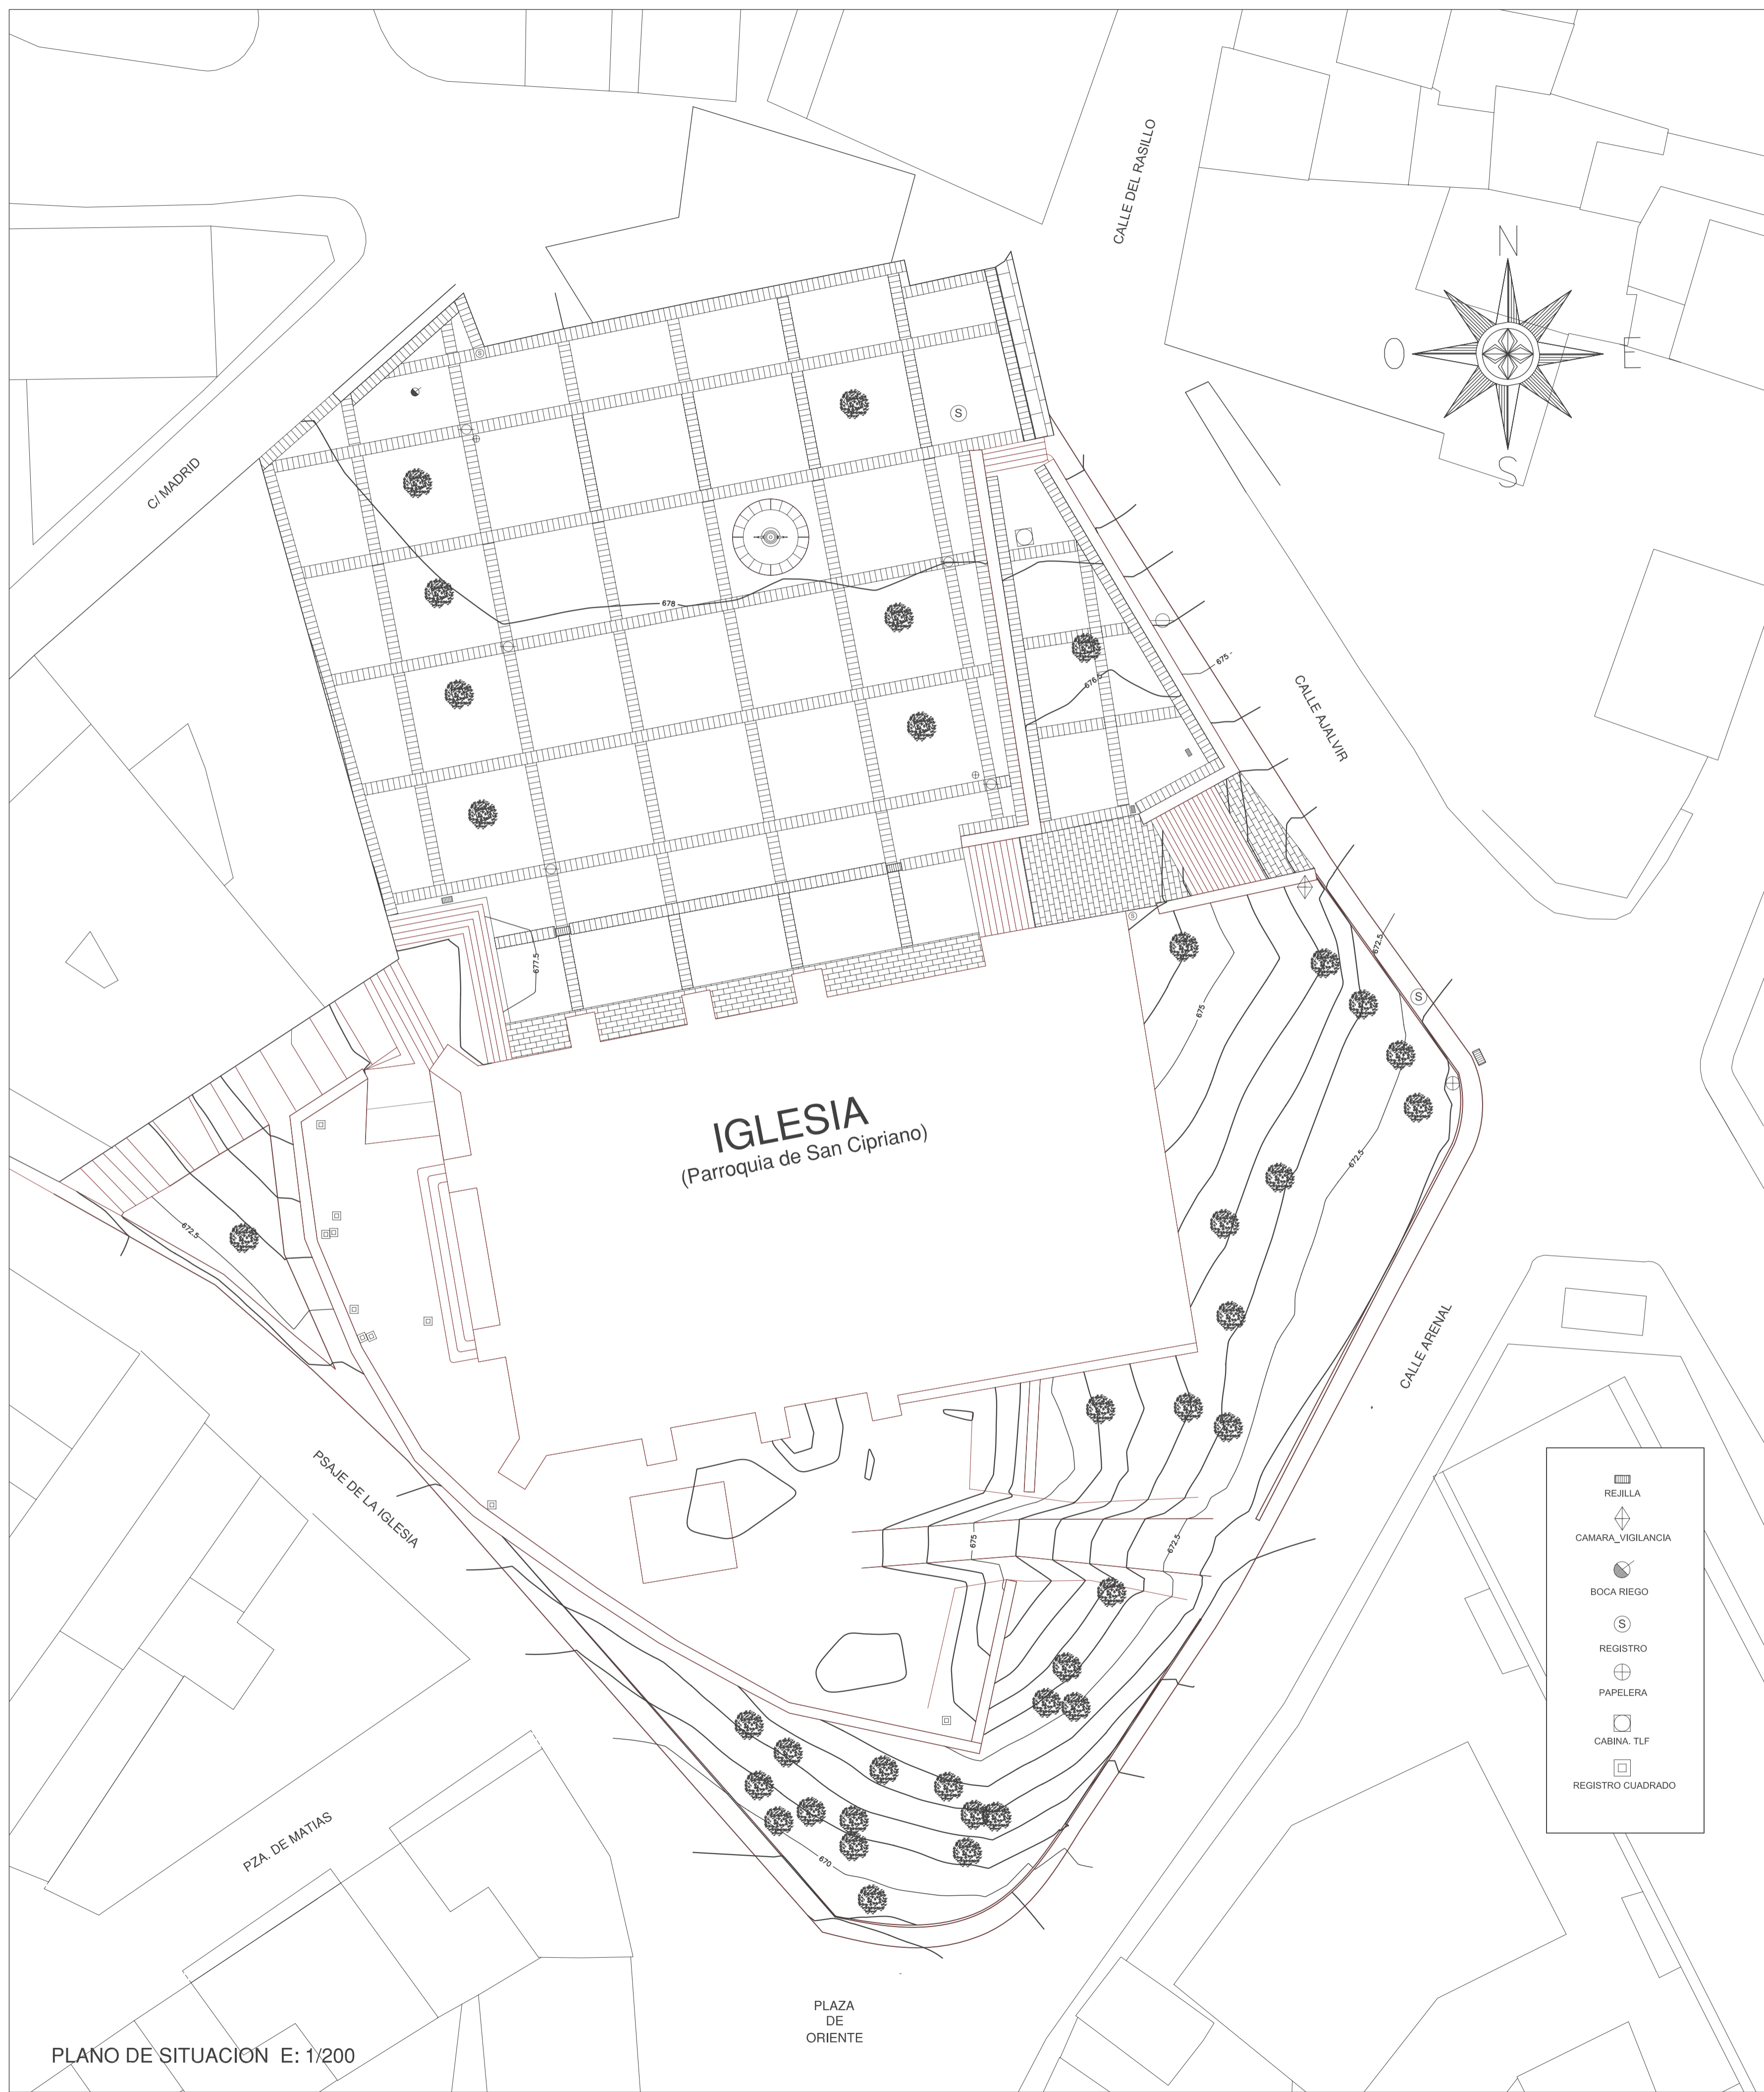 CALLE DEL RASILLO
N
O
E
S
C/ MADRID
S
S
678
675
676.5
CALLE AJALVIR
677.5
672.5
S
S
675
IGLESIA
(Parroquia de San Cipriano)
672.5
672.5
CALLE ARENAL
PSAJE DE LA IGLESIA
675
672.5
REJILLA
CAMARA_VIGILANCIA
BOCA RIEGO
S
REGISTRO
PAPELERA
CABINA. TLF
REGISTRO CUADRADO
PZA. DE MATIAS
670
PLAZA
DE
ORIENTE
PLANO DE SITUACION E: 1/200